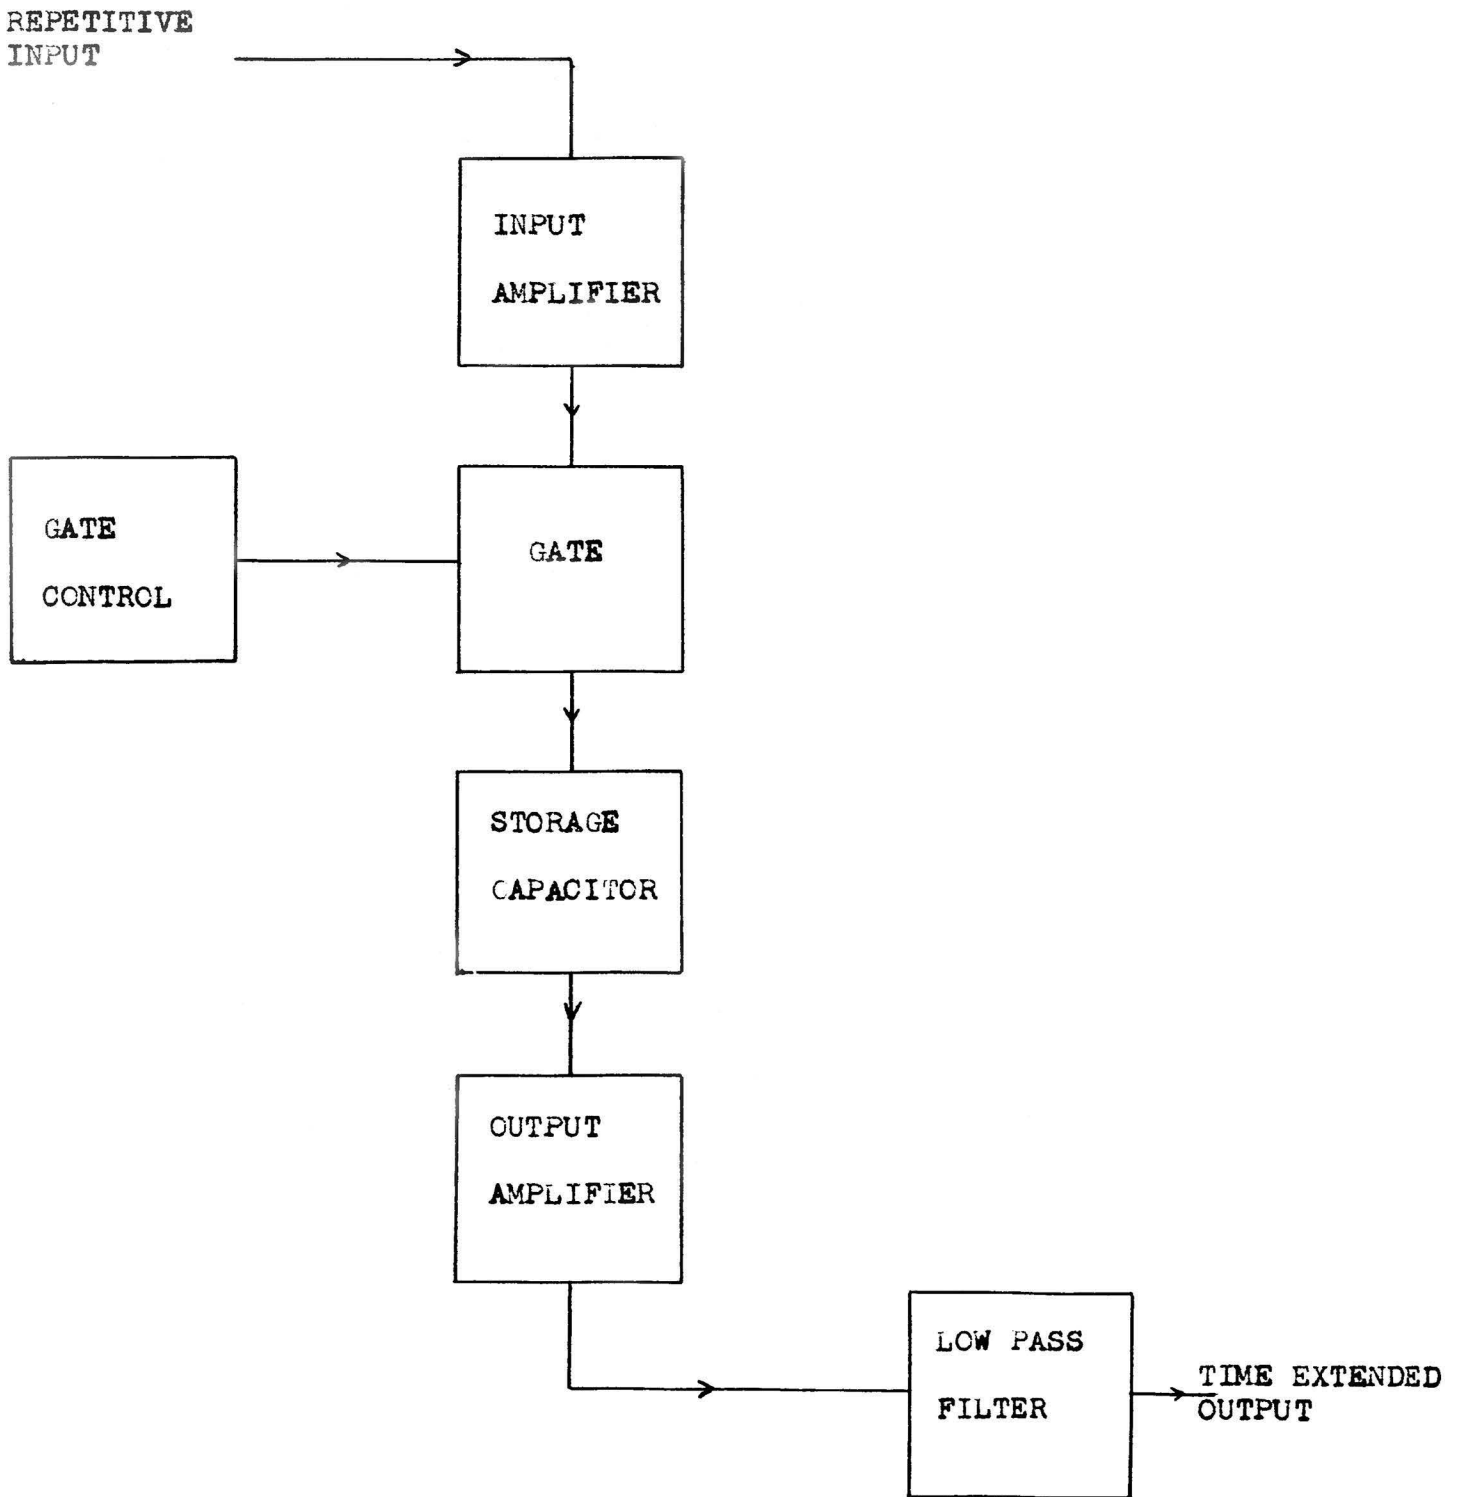 REPETITIVE
INPUT
INPUT
AMPLIFIER
GATE
CONTROL
GATE
STORAGE
CAPACITOR
OUTPUT
AMPLIFIER
LOW PASS
FILTER
TIME EXTENDED
OUTPUT